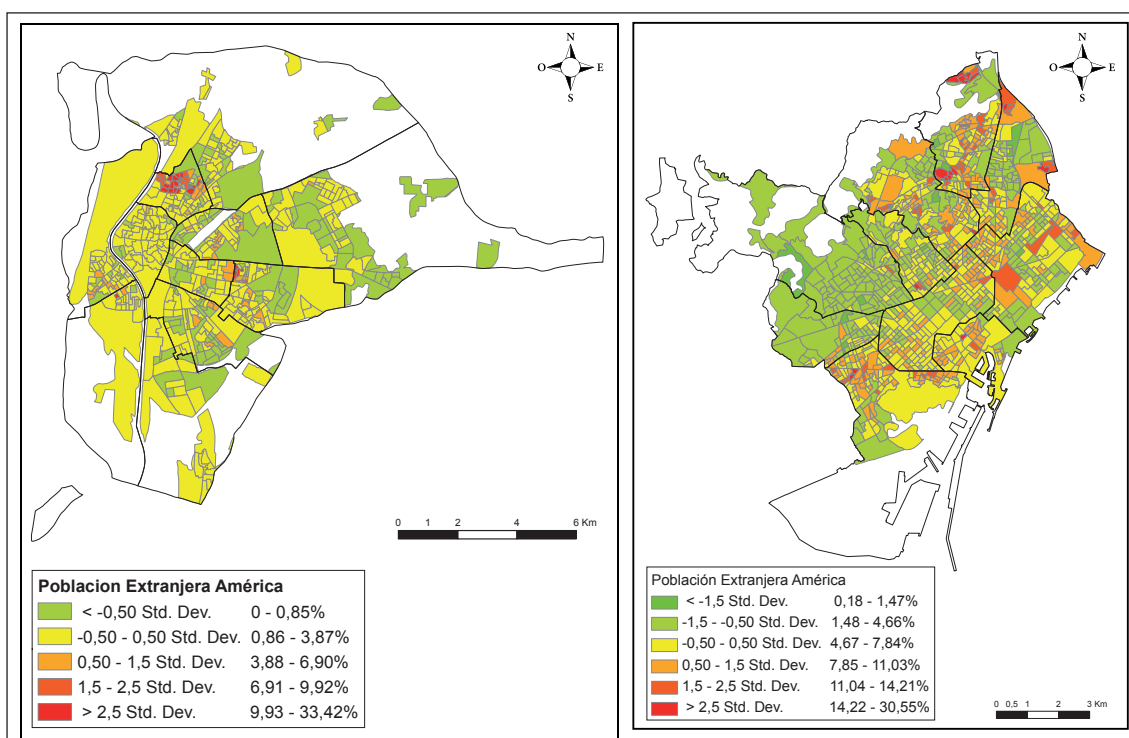 N
O E
S
0 1 2 4 6 Km
Poblacion Extranjera América
< -0,50 Std. Dev. 0 - 0,85%
-0,50 - 0,50 Std. Dev. 0,86 - 3,87%
0,50 - 1,5 Std. Dev. 3,88 - 6,90%
1,5 - 2,5 Std. Dev. 6,91 - 9,92%
> 2,5 Std. Dev. 9,93 - 33,42%
N
O E
S
Población Extranjera América
< -1,5 Std. Dev. 0,18 - 1,47%
-1,5 - -0,50 Std. Dev. 1,48 - 4,66%
-0,50 - 0,50 Std. Dev. 4,67 - 7,84%
0,50 - 1,5 Std. Dev. 7,85 - 11,03%
1,5 - 2,5 Std. Dev. 11,04 - 14,21%
> 2,5 Std. Dev. 14,22 - 30,55%
0 0,5 1 2 3 Km